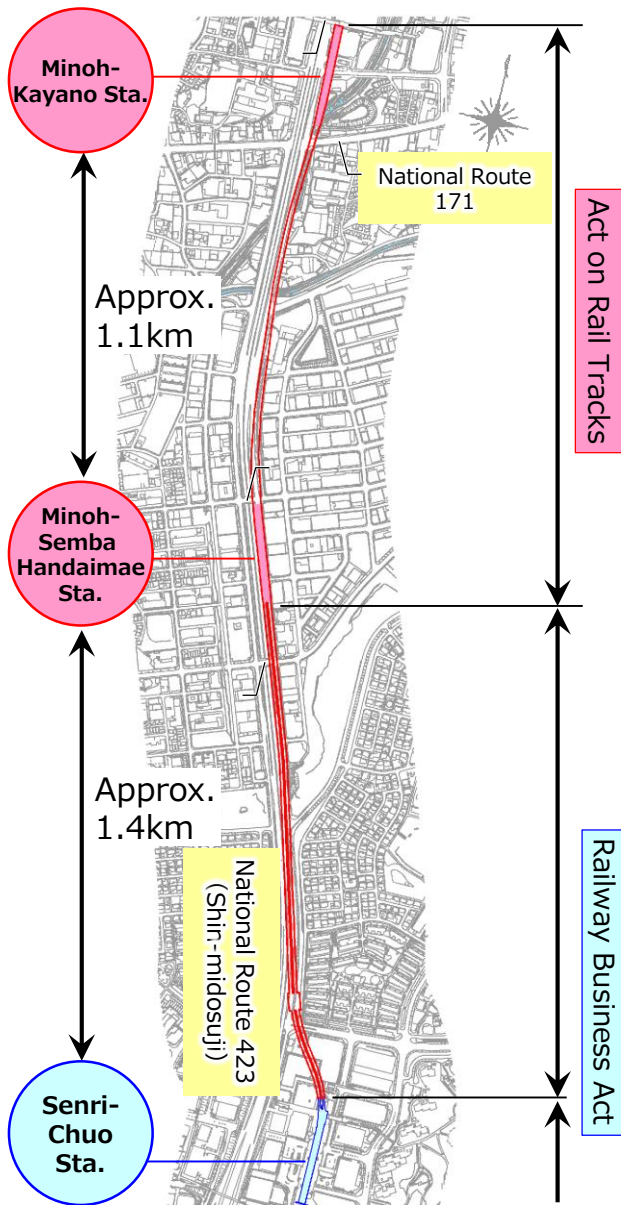 Minoh-
Kayano Sta.
National Route
171
Act on Rail Tracks
Approx.
1.1km
Minoh-
Semba
Handaimae
Sta.
Approx.
1.4km
National Route 423
(Shin-midosuji)
Railway Business Act
Senri-
Chuo
Sta.